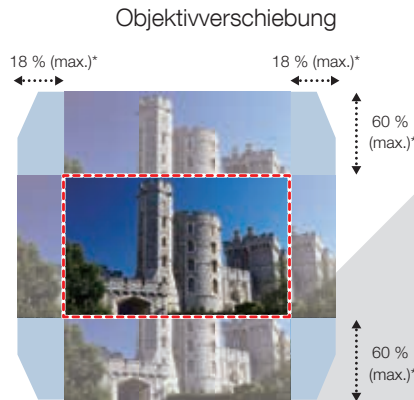 Objektivverschiebung
18 % (max.)* 18 % (max.)*
60 %
(max.)*
60 %
(max.)*